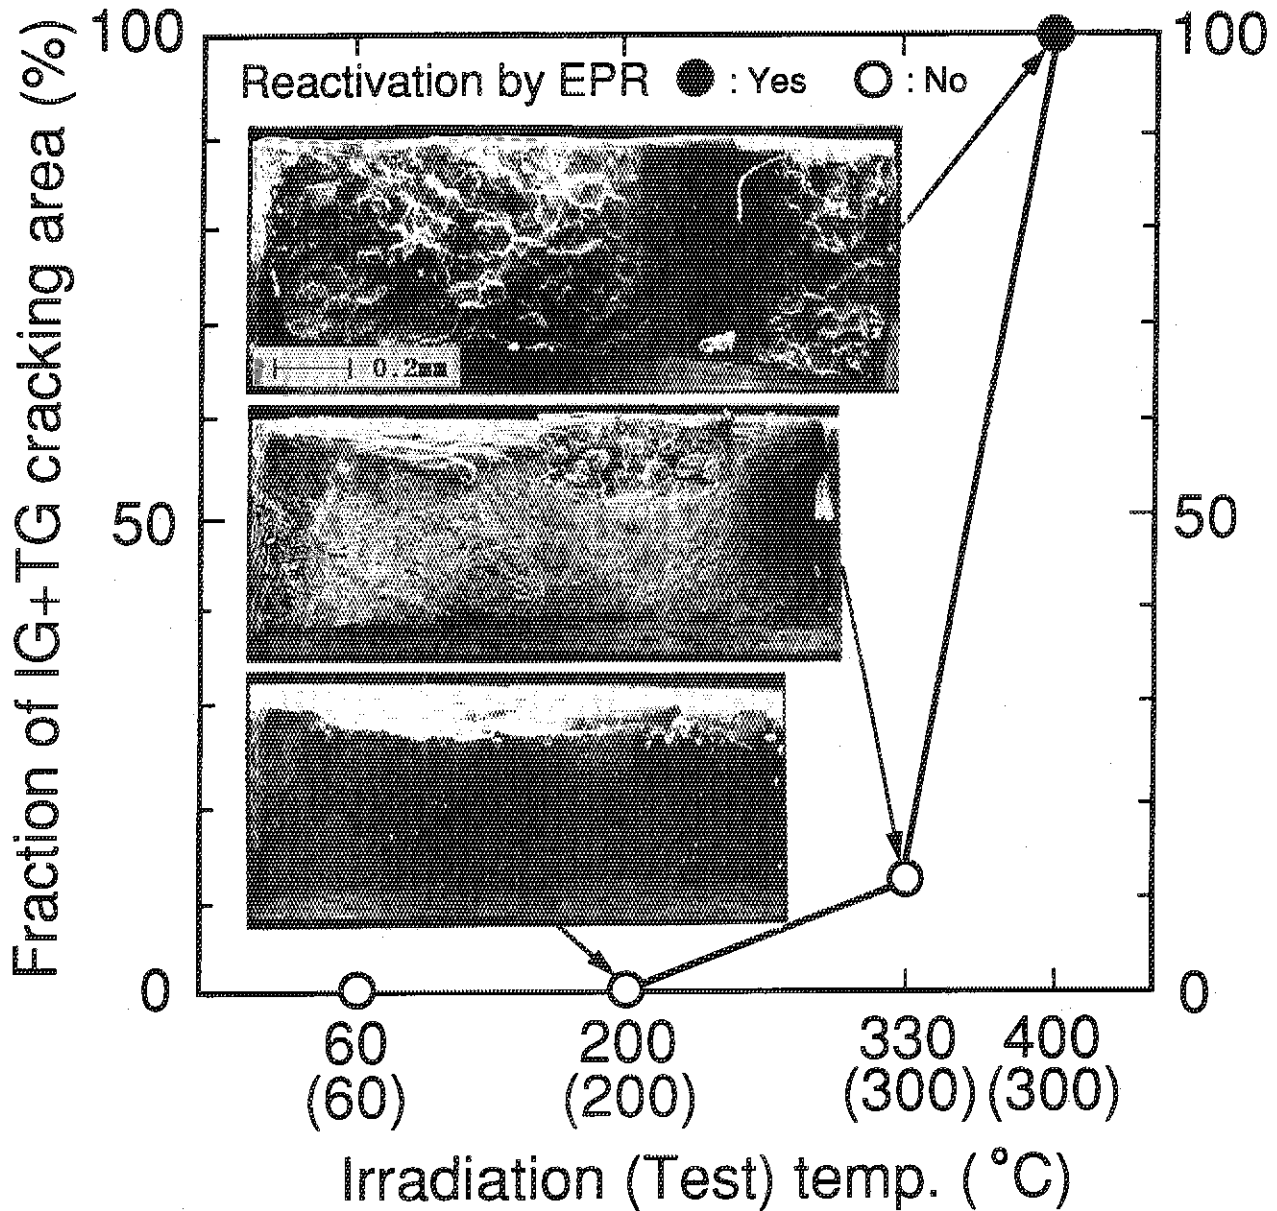 Fraction of IG+TG cracking area (%)
100
50
0
Reactivation by EPR ● : Yes ○ : No
0.2mm
100
50
0
60 200 330 400
(60) (200) (300) (300)
Irradiation (Test) temp. (°C)